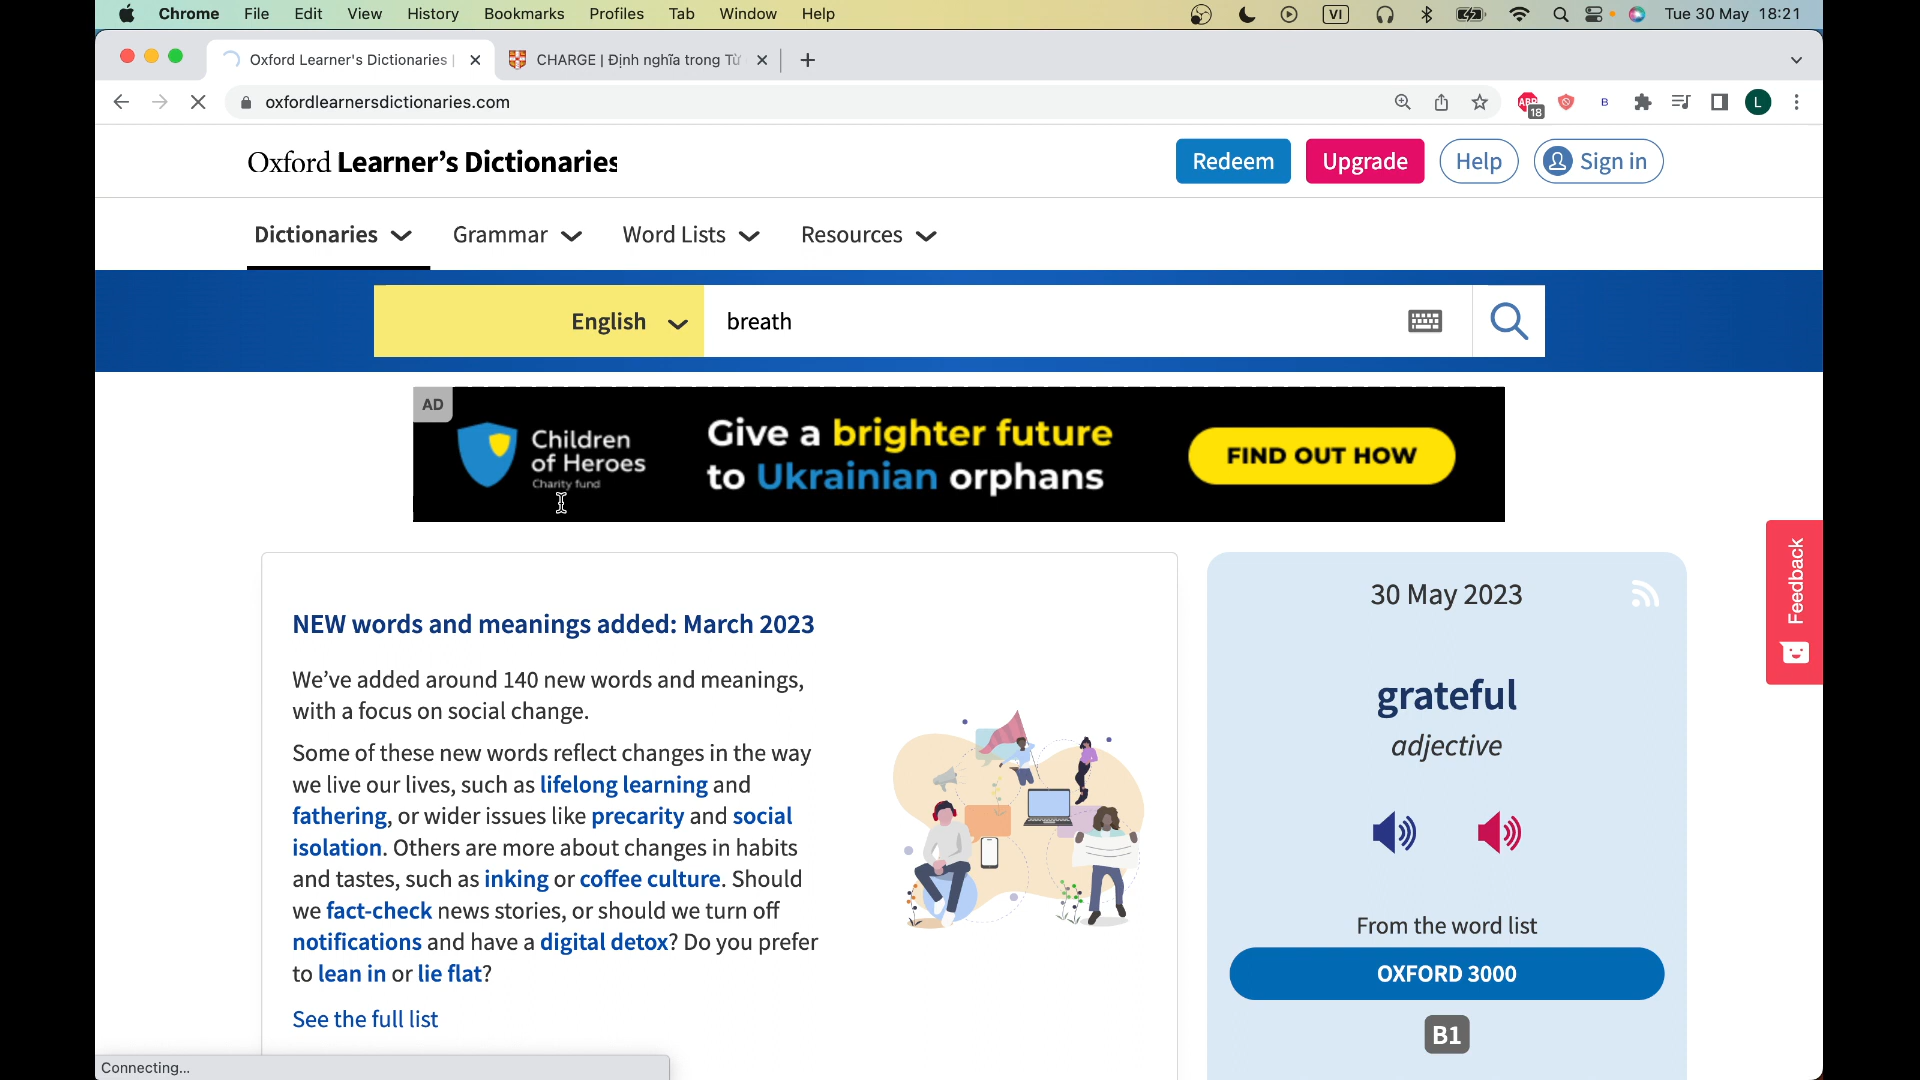 Chrome File Edit View History Bookmarks Profiles Tab Window Help VI Tue 30 May 18:21
Oxford Learner's Dictionaries | CHARGE | Định nghĩa trong Từ
oxfordlearnersdictionaries.com ABP 18 B L
Oxford Learner's Dictionaries Redeem Upgrade Help Sign in
Dictionaries Grammar Word Lists Resources
English breath
AD
Children of Heroes
Charity fund
Give a brighter future
to Ukrainian orphans
FIND OUT HOW
NEW words and meanings added: March 2023
We've added around 140 new words and meanings,
with a focus on social change.
Some of these new words reflect changes in the way
we live our lives, such as lifelong learning and
fathering, or wider issues like precarity and social
isolation. Others are more about changes in habits
and tastes, such as inking or coffee culture. Should
we fact-check news stories, or should we turn off
notifications and have a digital detox? Do you prefer
to lean in or lie flat?
See the full list
30 May 2023
grateful
adjective
From the word list
OXFORD 3000
B1
Feedback
Connecting...